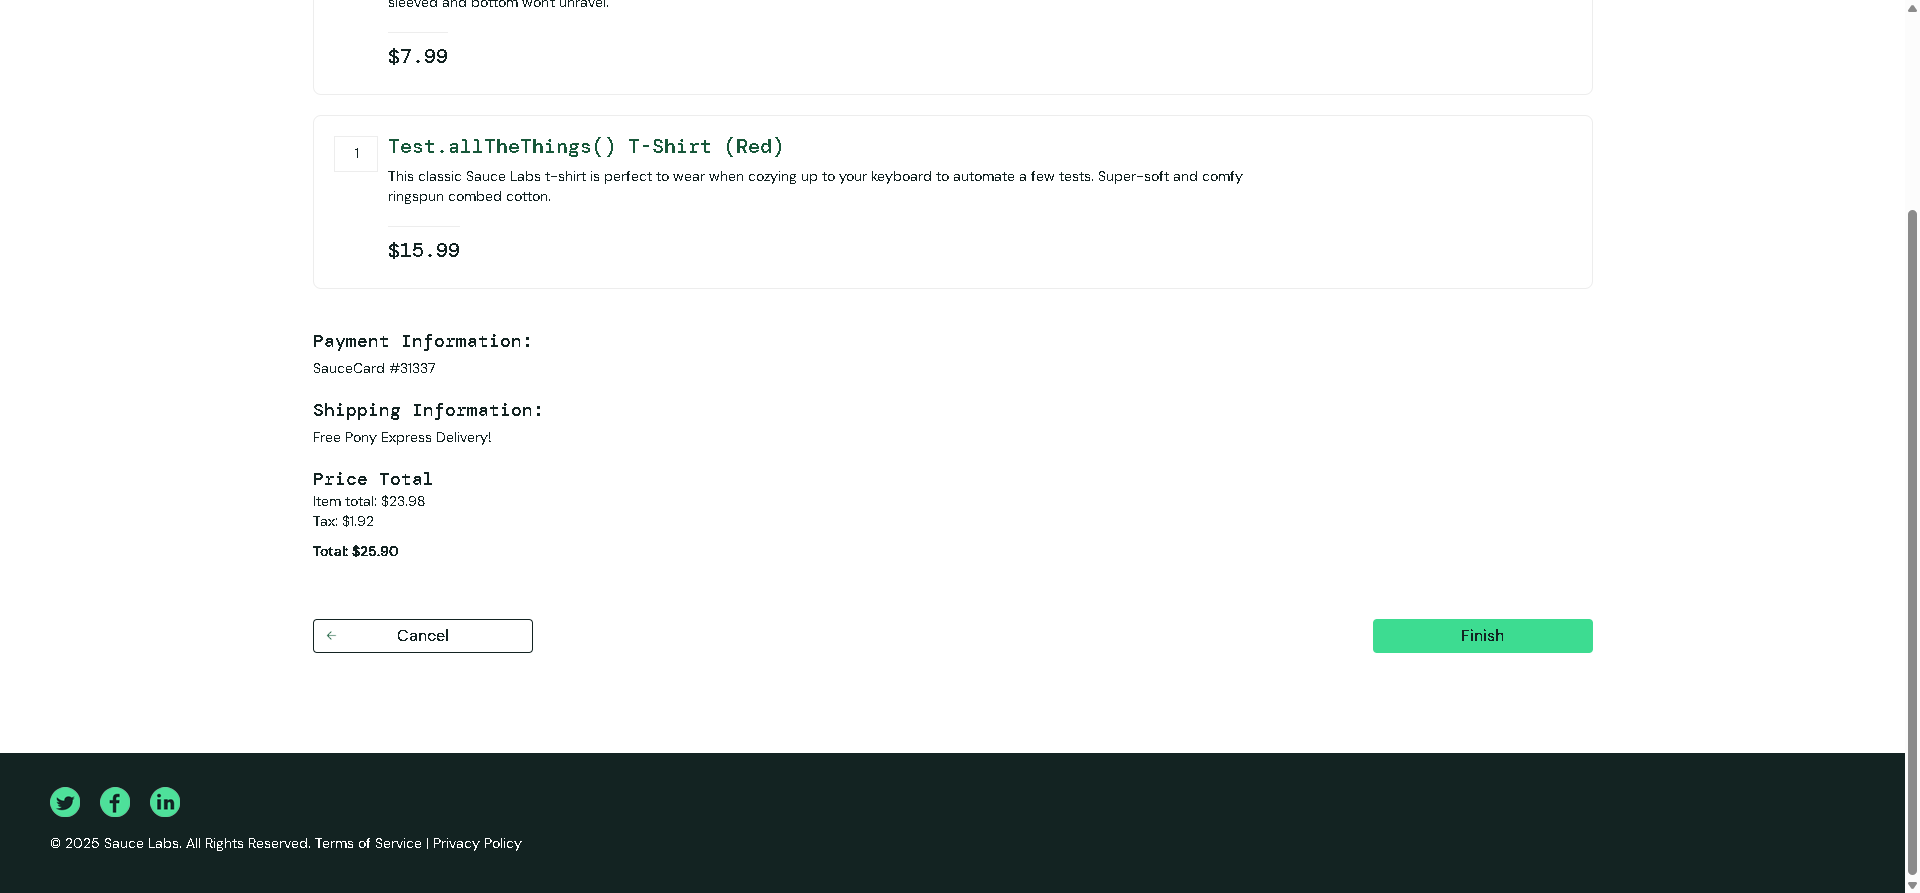 sleeved and bottom won't unravel.
$7.99
1
Test.allTheThings() T-Shirt (Red)
This classic Sauce Labs t-shirt is perfect to wear when cozying up to your keyboard to automate a few tests. Super-soft and comfy
ringspun combed cotton.
$15.99
Payment Information:
SauceCard #31337
Shipping Information:
Free Pony Express Delivery!
Price Total
Item total: $23.98
Tax: $1.92
Total: $25.90
Cancel
Finish
© 2025 Sauce Labs. All Rights Reserved. Terms of Service | Privacy Policy